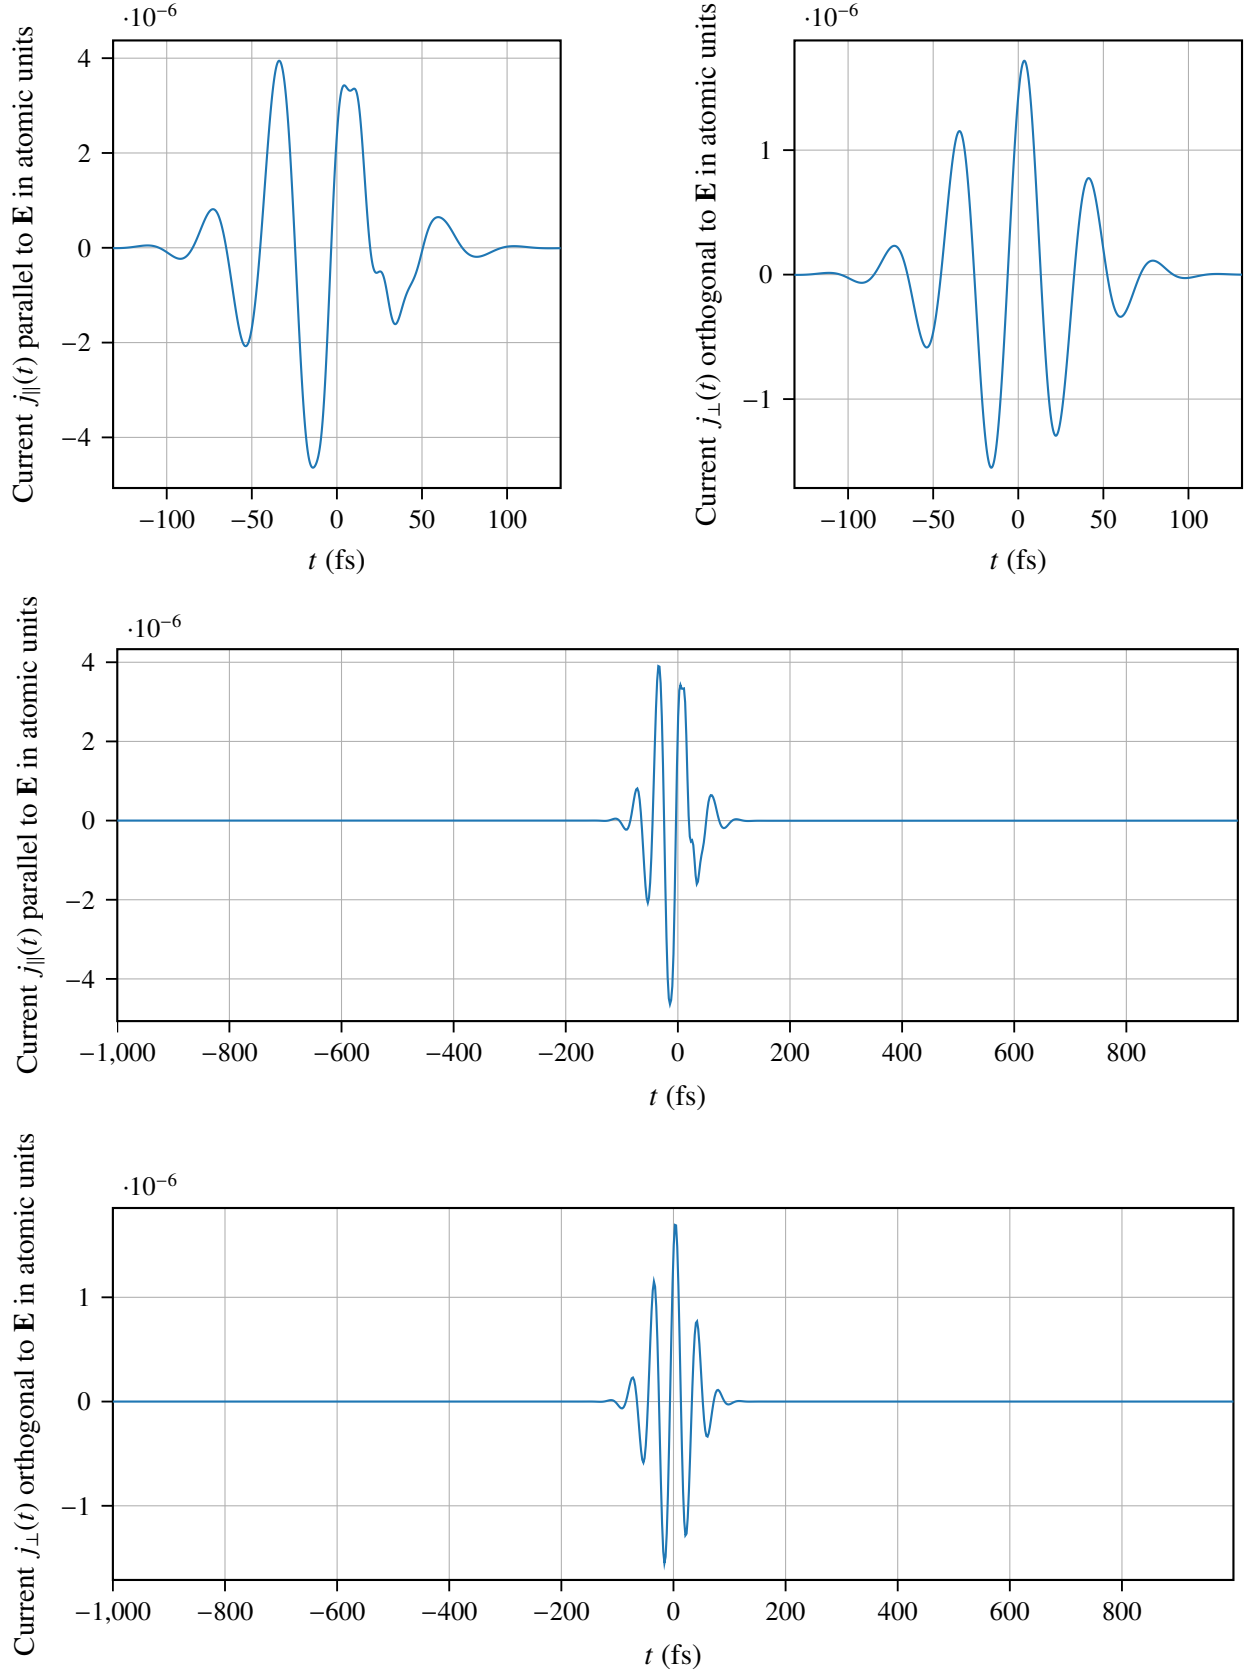 ·10−6
Current j∥(t) parallel to E in atomic units
4
2
0
−2
−4
−100 −50 0 50 100
t (fs)
·10−6
Current j⊥(t) orthogonal to E in atomic units
1
0
−1
−100 −50 0 50 100
t (fs)
·10−6
Current j∥(t) parallel to E in atomic units
4
2
0
−2
−4
−1,000 −800 −600 −400 −200 0 200 400 600 800
t (fs)
·10−6
Current j⊥(t) orthogonal to E in atomic units
1
0
−1
−1,000 −800 −600 −400 −200 0 200 400 600 800
t (fs)